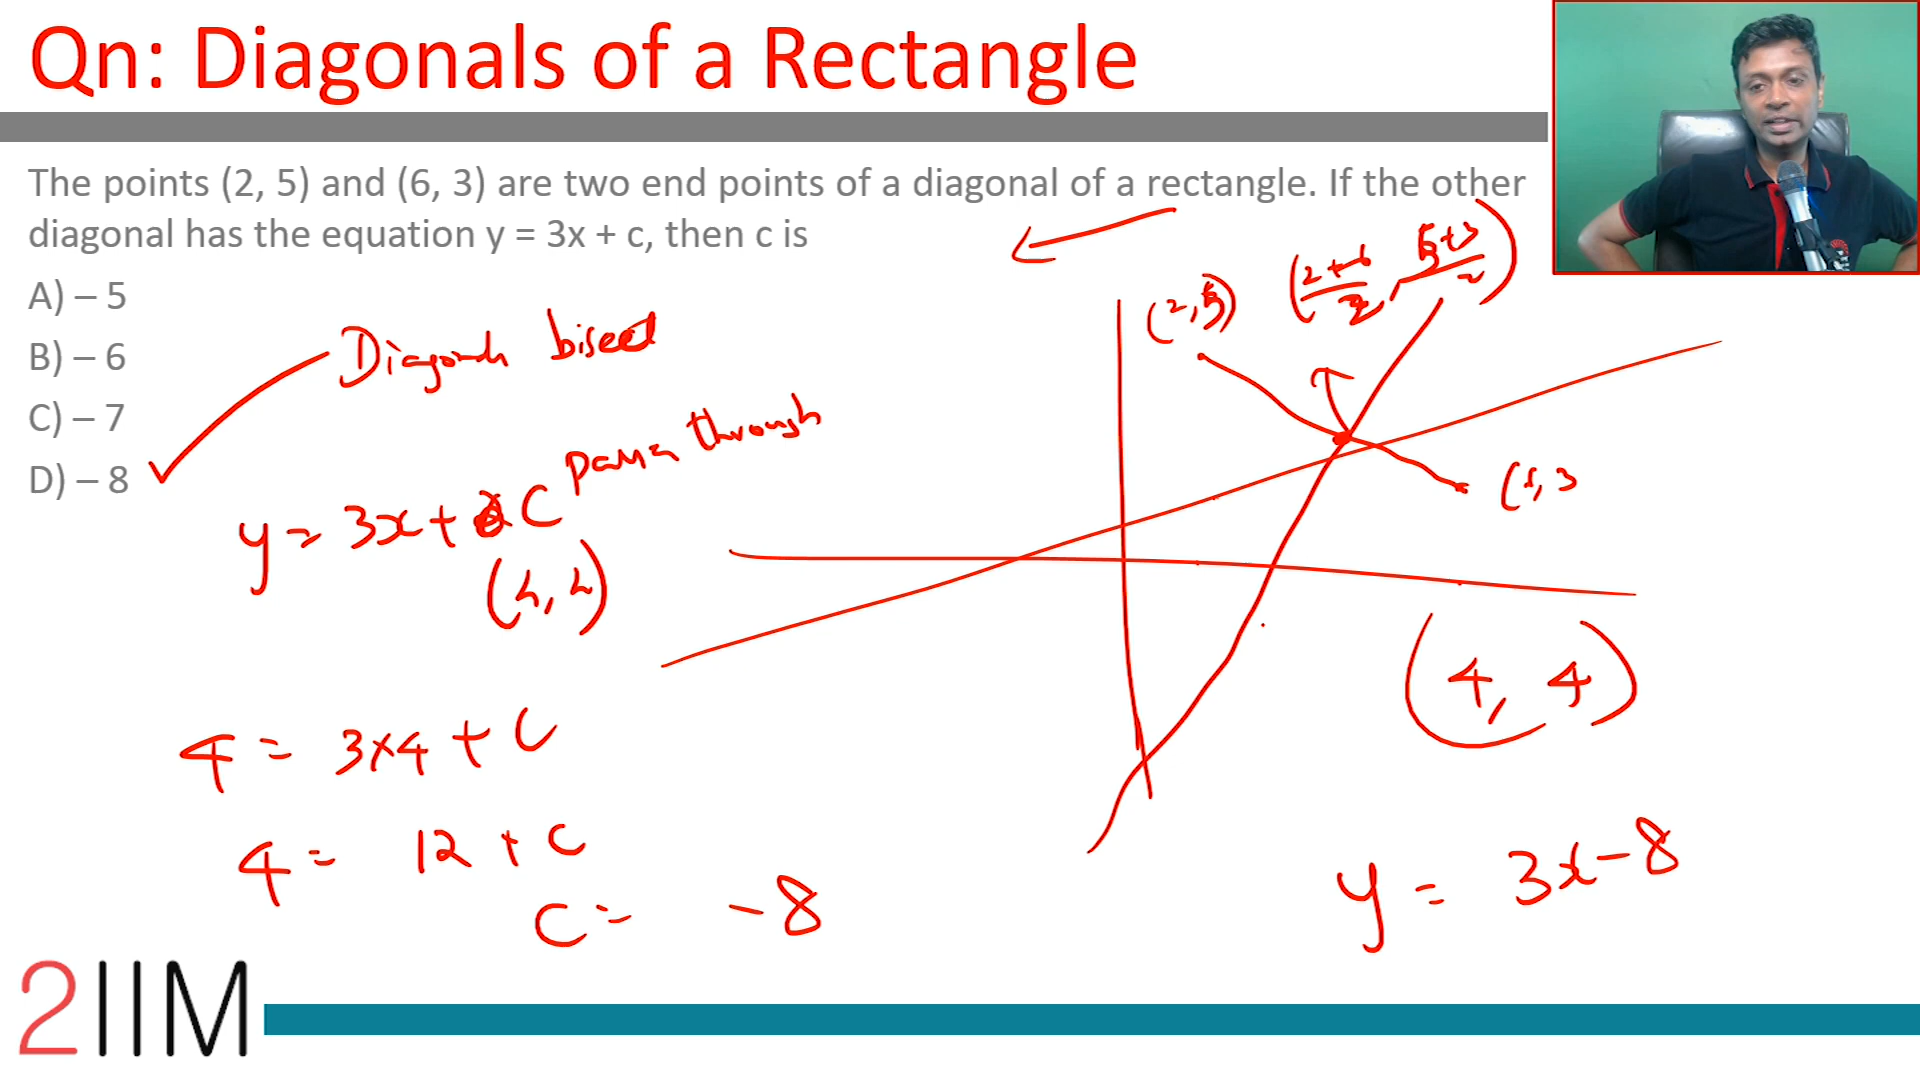 Qn: Diagonals of a Rectangle
The points (2, 5) and (6, 3) are two end points of a diagonal of a rectangle. If the other
diagonal has the equation y = 3x + c, then c is
A) – 5
B) – 6
C) – 7
D) – 8
Diagonals bisect
y = 3x + C passes through
(4, 4)
4 = 3x4 + C
4 = 12 + C
C = -8
(2, 5)
(2+6/2, 5+3/2)
(6, 3
(4, 4)
y = 3x-8
2IIM